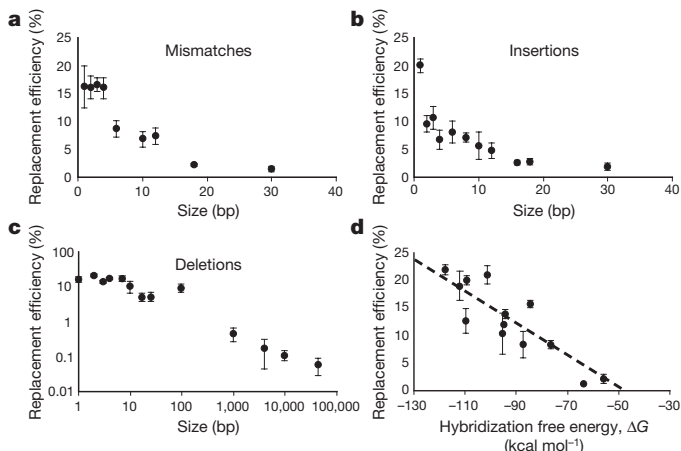 a
Mismatches
Replacement efficiency (%)
25
20
15
10
5
0
0 10 20 30 40
Size (bp)
b
Insertions
Replacement efficiency (%)
25
20
15
10
5
0
0 10 20 30 40
Size (bp)
c
Deletions
Replacement efficiency (%)
100
10
1
0.1
0.01
1 10 100 1,000 10,000 100,000
Size (bp)
d
Replacement efficiency (%)
25
20
15
10
5
0
−130 −110 −90 −70 −50 −30
Hybridization free energy, ΔG
(kcal mol⁻¹)